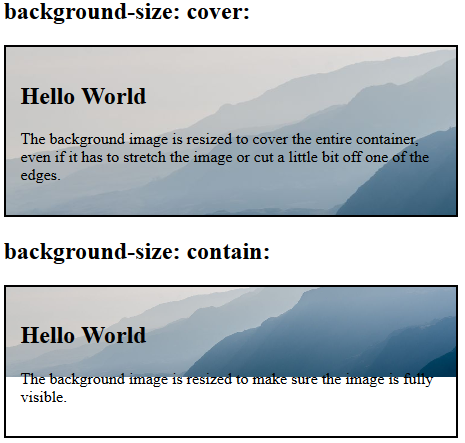 background-size: cover:
Hello World
The background image is resized to cover the entire container,
even if it has to stretch the image or cut a little bit off one of the
edges.
background-size: contain:
Hello World
The background image is resized to make sure the image is fully
visible.